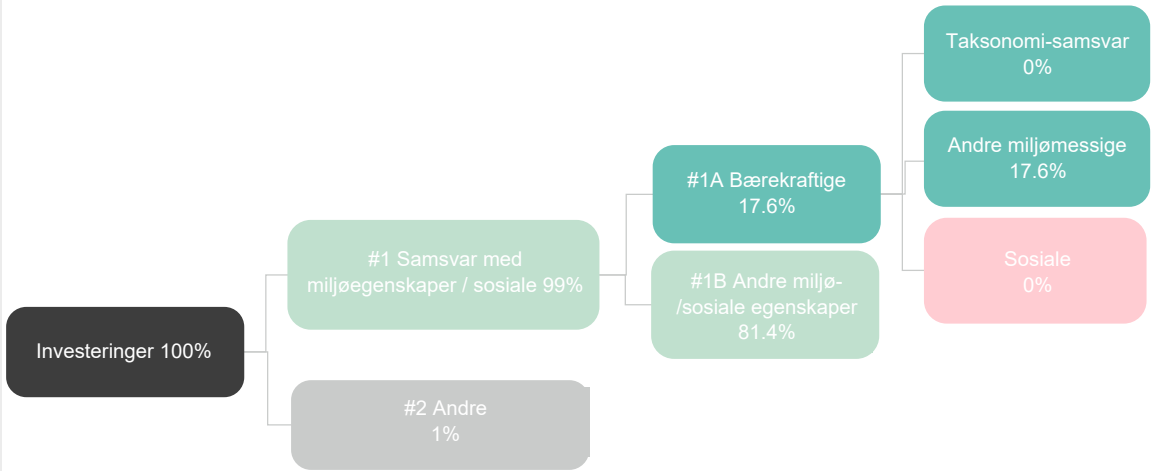 Taksonomi-samsvar
0%
Andre miljømessige
17.6%
#1A Bærekraftige
17.6%
Sosiale
0%
#1 Samsvar med
miljøegenskaper / sosiale 99%
#1B Andre miljø-
/sosiale egenskaper
81.4%
Investeringer 100%
#2 Andre
1%